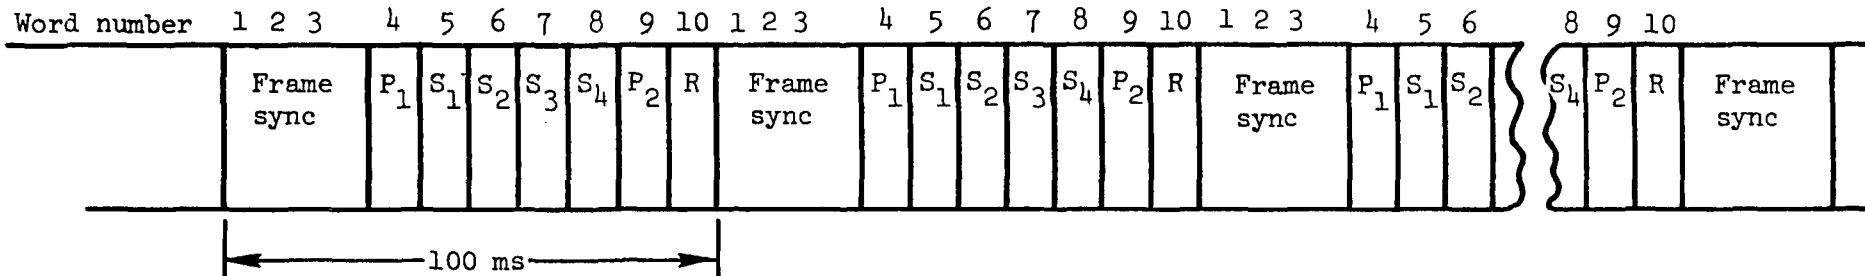 Word number 1 2 3 4 5 6 7 8 9 10 1 2 3 4 5 6 7 8 9 10 1 2 3 4 5 6 8 9 10
Frame sync P₁ S₁ S₂ S₃ S₄ P₂ R Frame sync P₁ S₁ S₂ S₃ S₄ P₂ R Frame sync P₁ S₁ S₂ S₄ P₂ R Frame sync
100 ms